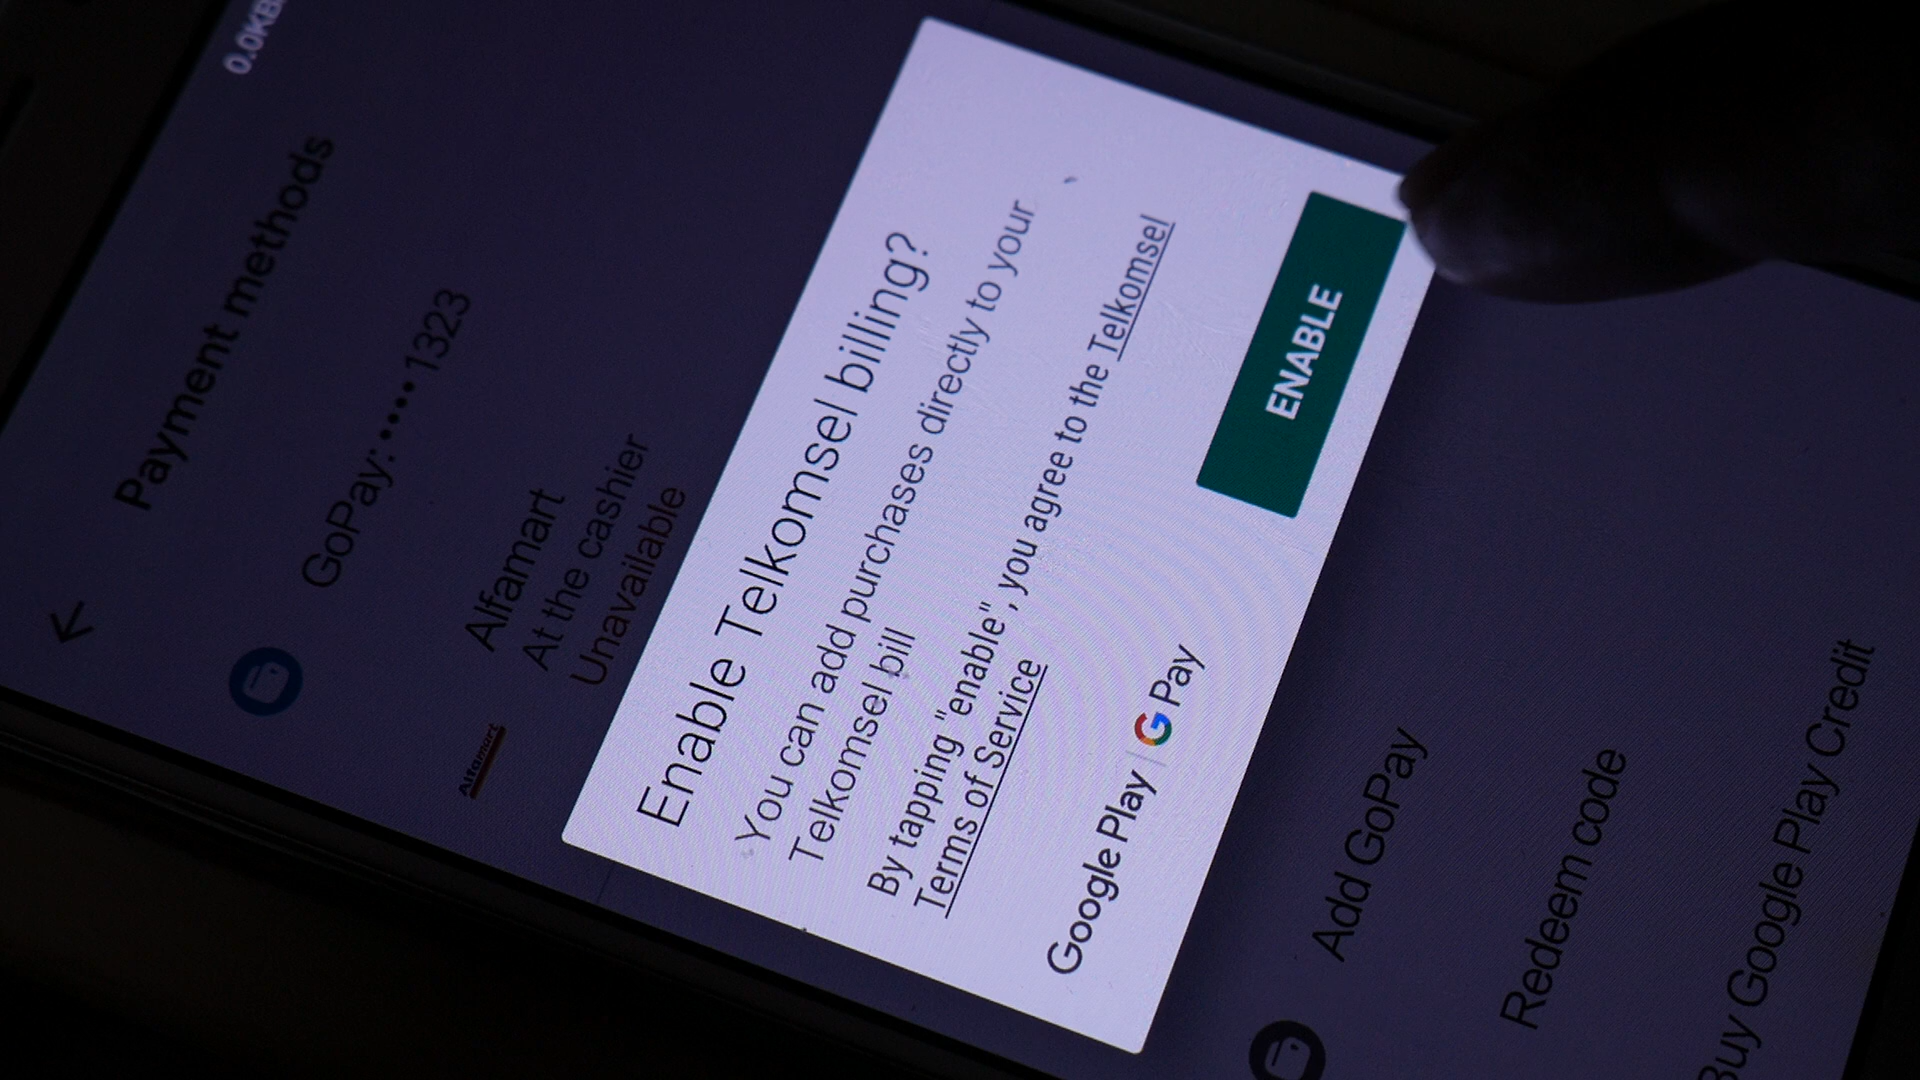 0.0KB
Payment methods
GoPay: •••• 1323
Alfamart
Alfamart
At the cashier
Unavailable
Enable Telkomsel billing?
You can add purchases directly to your
Telkomsel bill
By tapping "enable", you agree to the Telkomsel
Terms of Service
Google Play | G Pay
ENABLE
Add GoPay
Redeem code
Buy Google Play Credit